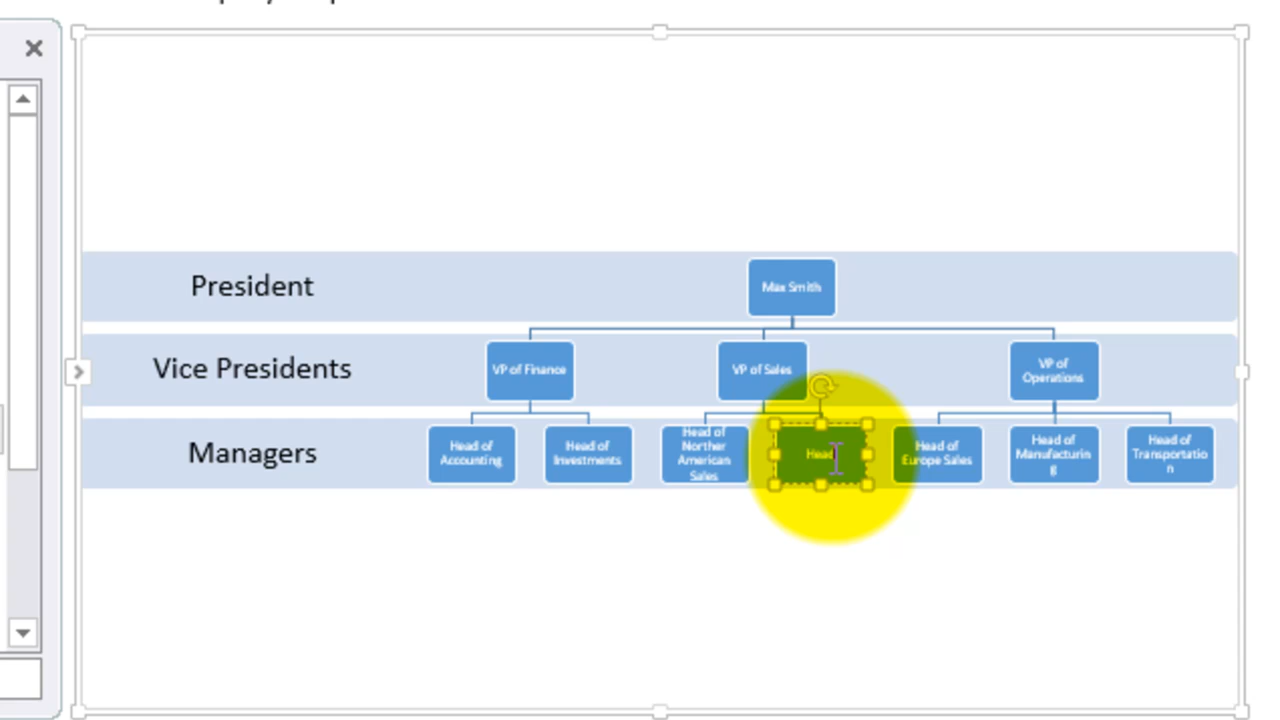 President
Max Smith
Vice Presidents
VP of Finance
VP of Sales
VP of
Operations
Managers
Head of
Accounting
Head of
Investments
Head of
Norther
American
Sales
Head
Head of
Europe Sales
Head of
Manufacturin
g
Head of
Transportatio
n